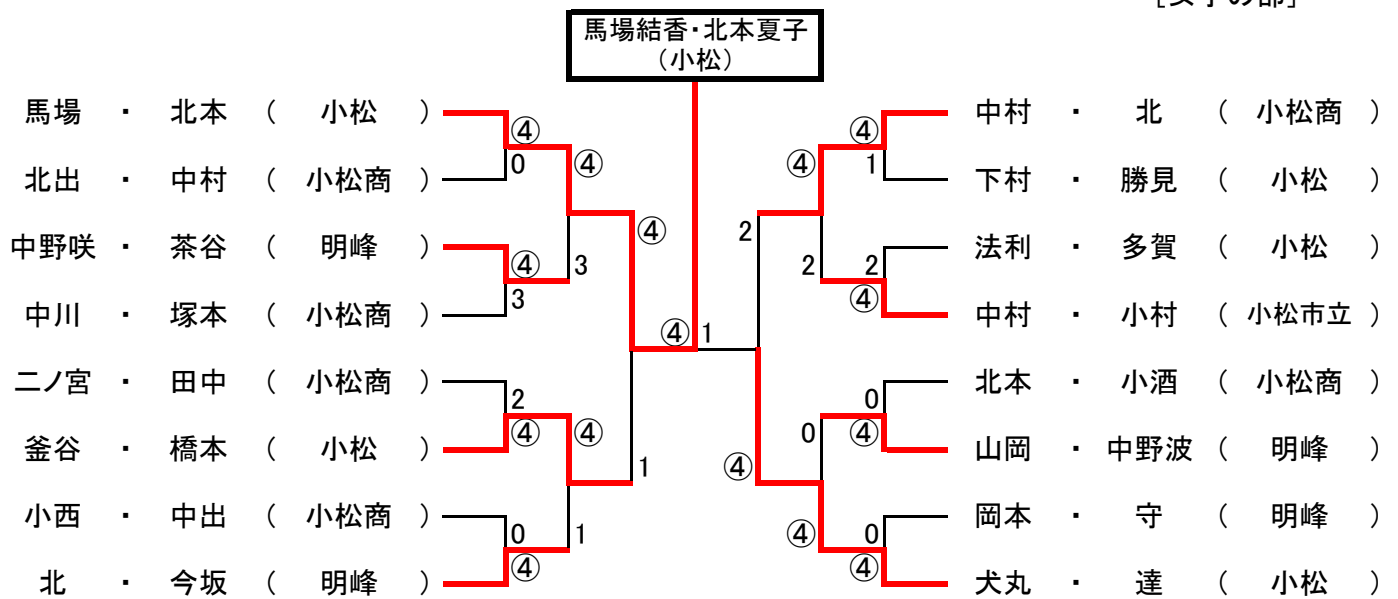 [女子の部]
馬場結香・北本夏子
（小松）
馬場 ・ 北本 （ 小松 ）
北出 ・ 中村 （ 小松商 ）
中野咲 ・ 茶谷 （ 明峰 ）
中川 ・ 塚本 （ 小松商 ）
二ノ宮 ・ 田中 （ 小松商 ）
釜谷 ・ 橋本 （ 小松 ）
小西 ・ 中出 （ 小松商 ）
北 ・ 今坂 （ 明峰 ）
④
0
④
④
3
3
④
2
④
④
1
0
④
1
④
1
中村 ・ 北 （ 小松商 ）
下村 ・ 勝見 （ 小松 ）
法利 ・ 多賀 （ 小松 ）
中村 ・ 小村 （ 小松市立 ）
北本 ・ 小酒 （ 小松商 ）
山岡 ・ 中野波 （ 明峰 ）
岡本 ・ 守 （ 明峰 ）
犬丸 ・ 達 （ 小松 ）
④
1
④
2
2
④
2
0
④
0
④
0
④
④